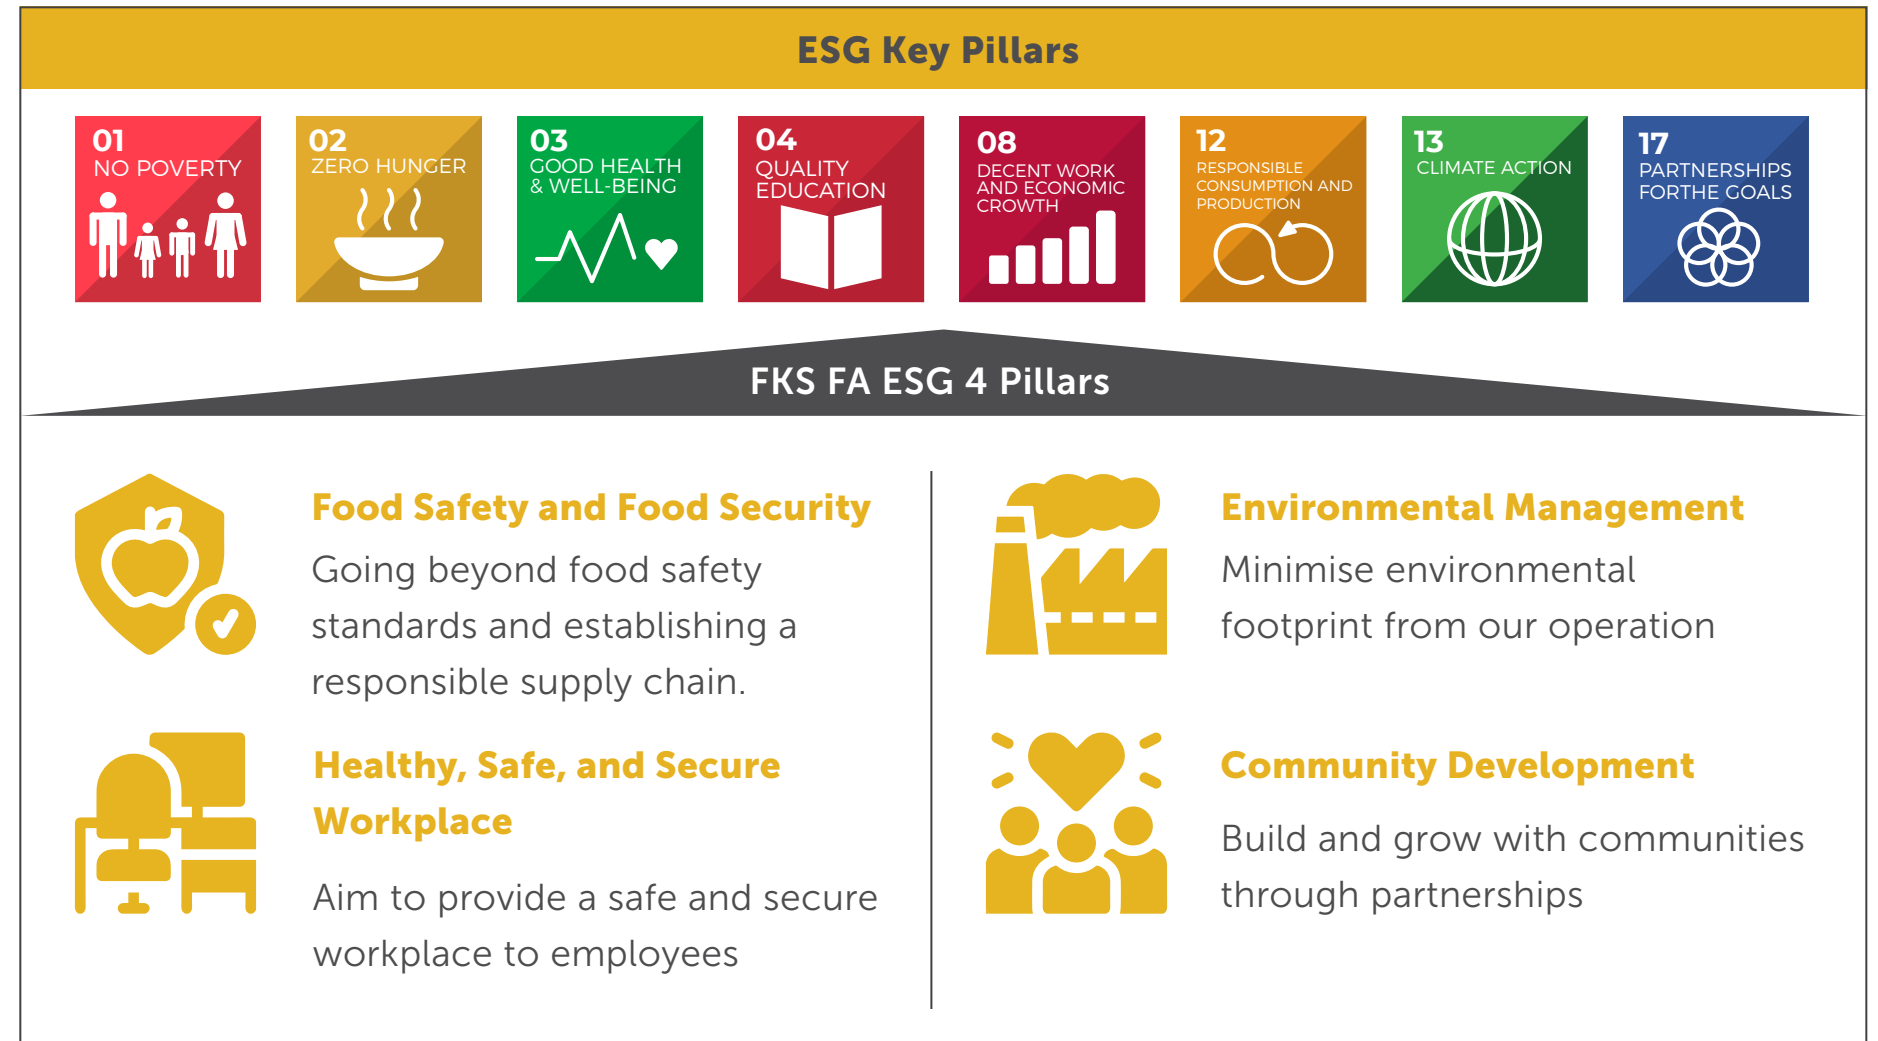 ESG Key Pillars
01
NO POVERTY
02
ZERO HUNGER
03
GOOD HEALTH
& WELL-BEING
04
QUALITY
EDUCATION
08
DECENT WORK
AND ECONOMIC
GROWTH
12
RESPONSIBLE
CONSUMPTION AND
PRODUCTION
13
CLIMATE ACTION
17
PARTNERSHIPS
FORTHE GOALS
FKS FA ESG 4 Pillars
Food Safety and Food Security
Going beyond food safety
standards and establishing a
responsible supply chain.
Healthy, Safe, and Secure
Workplace
Aim to provide a safe and secure
workplace to employees
Environmental Management
Minimise environmental
footprint from our operation
Community Development
Build and grow with communities
through partnerships